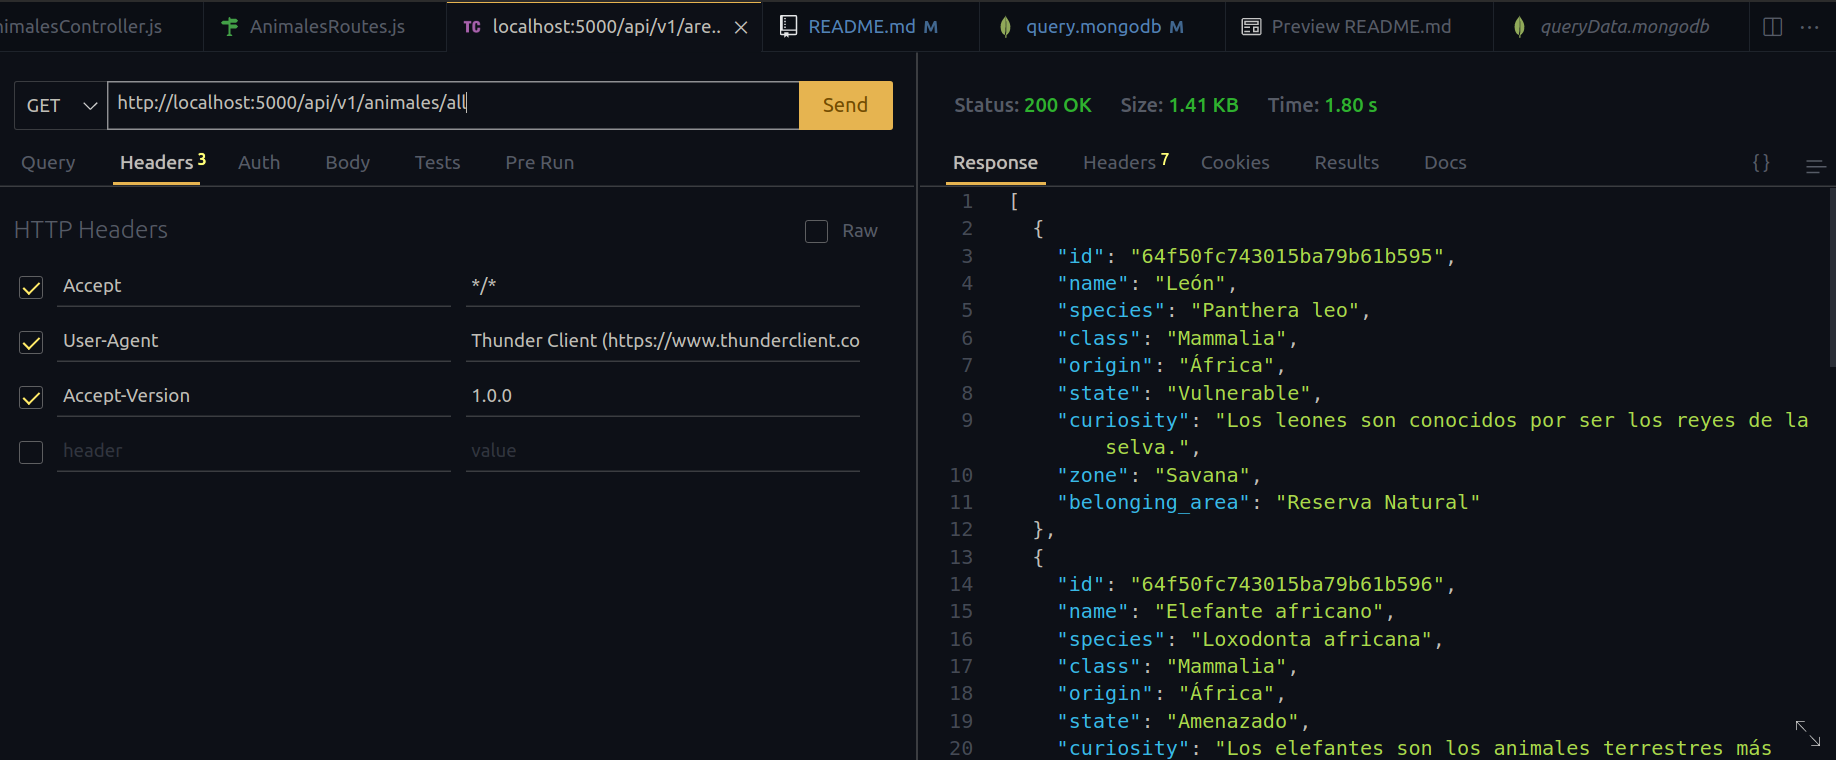 nimalesController.js
AnimalesRoutes.js
TC localhost:5000/api/v1/are..
README.md M
query.mongodb M
Preview README.md
queryData.mongodb
GET
http://localhost:5000/api/v1/animales/all
Send
Query
Headers 3
Auth
Body
Tests
Pre Run
HTTP Headers
Raw
Accept
*/*
User-Agent
Thunder Client (https://www.thunderclient.co
Accept-Version
1.0.0
header
value
Status: 200 OK
Size: 1.41 KB
Time: 1.80 s
Response
Headers 7
Cookies
Results
Docs
{}
1 [
2 {
3 "id": "64f50fc743015ba79b61b595",
4 "name": "León",
5 "species": "Panthera leo",
6 "class": "Mammalia",
7 "origin": "África",
8 "state": "Vulnerable",
9 "curiosity": "Los leones son conocidos por ser los reyes de la
selva.",
10 "zone": "Savana",
11 "belonging_area": "Reserva Natural"
12 },
13 {
14 "id": "64f50fc743015ba79b61b596",
15 "name": "Elefante africano",
16 "species": "Loxodonta africana",
17 "class": "Mammalia",
18 "origin": "África",
19 "state": "Amenazado",
20 "curiosity": "Los elefantes son los animales terrestres más